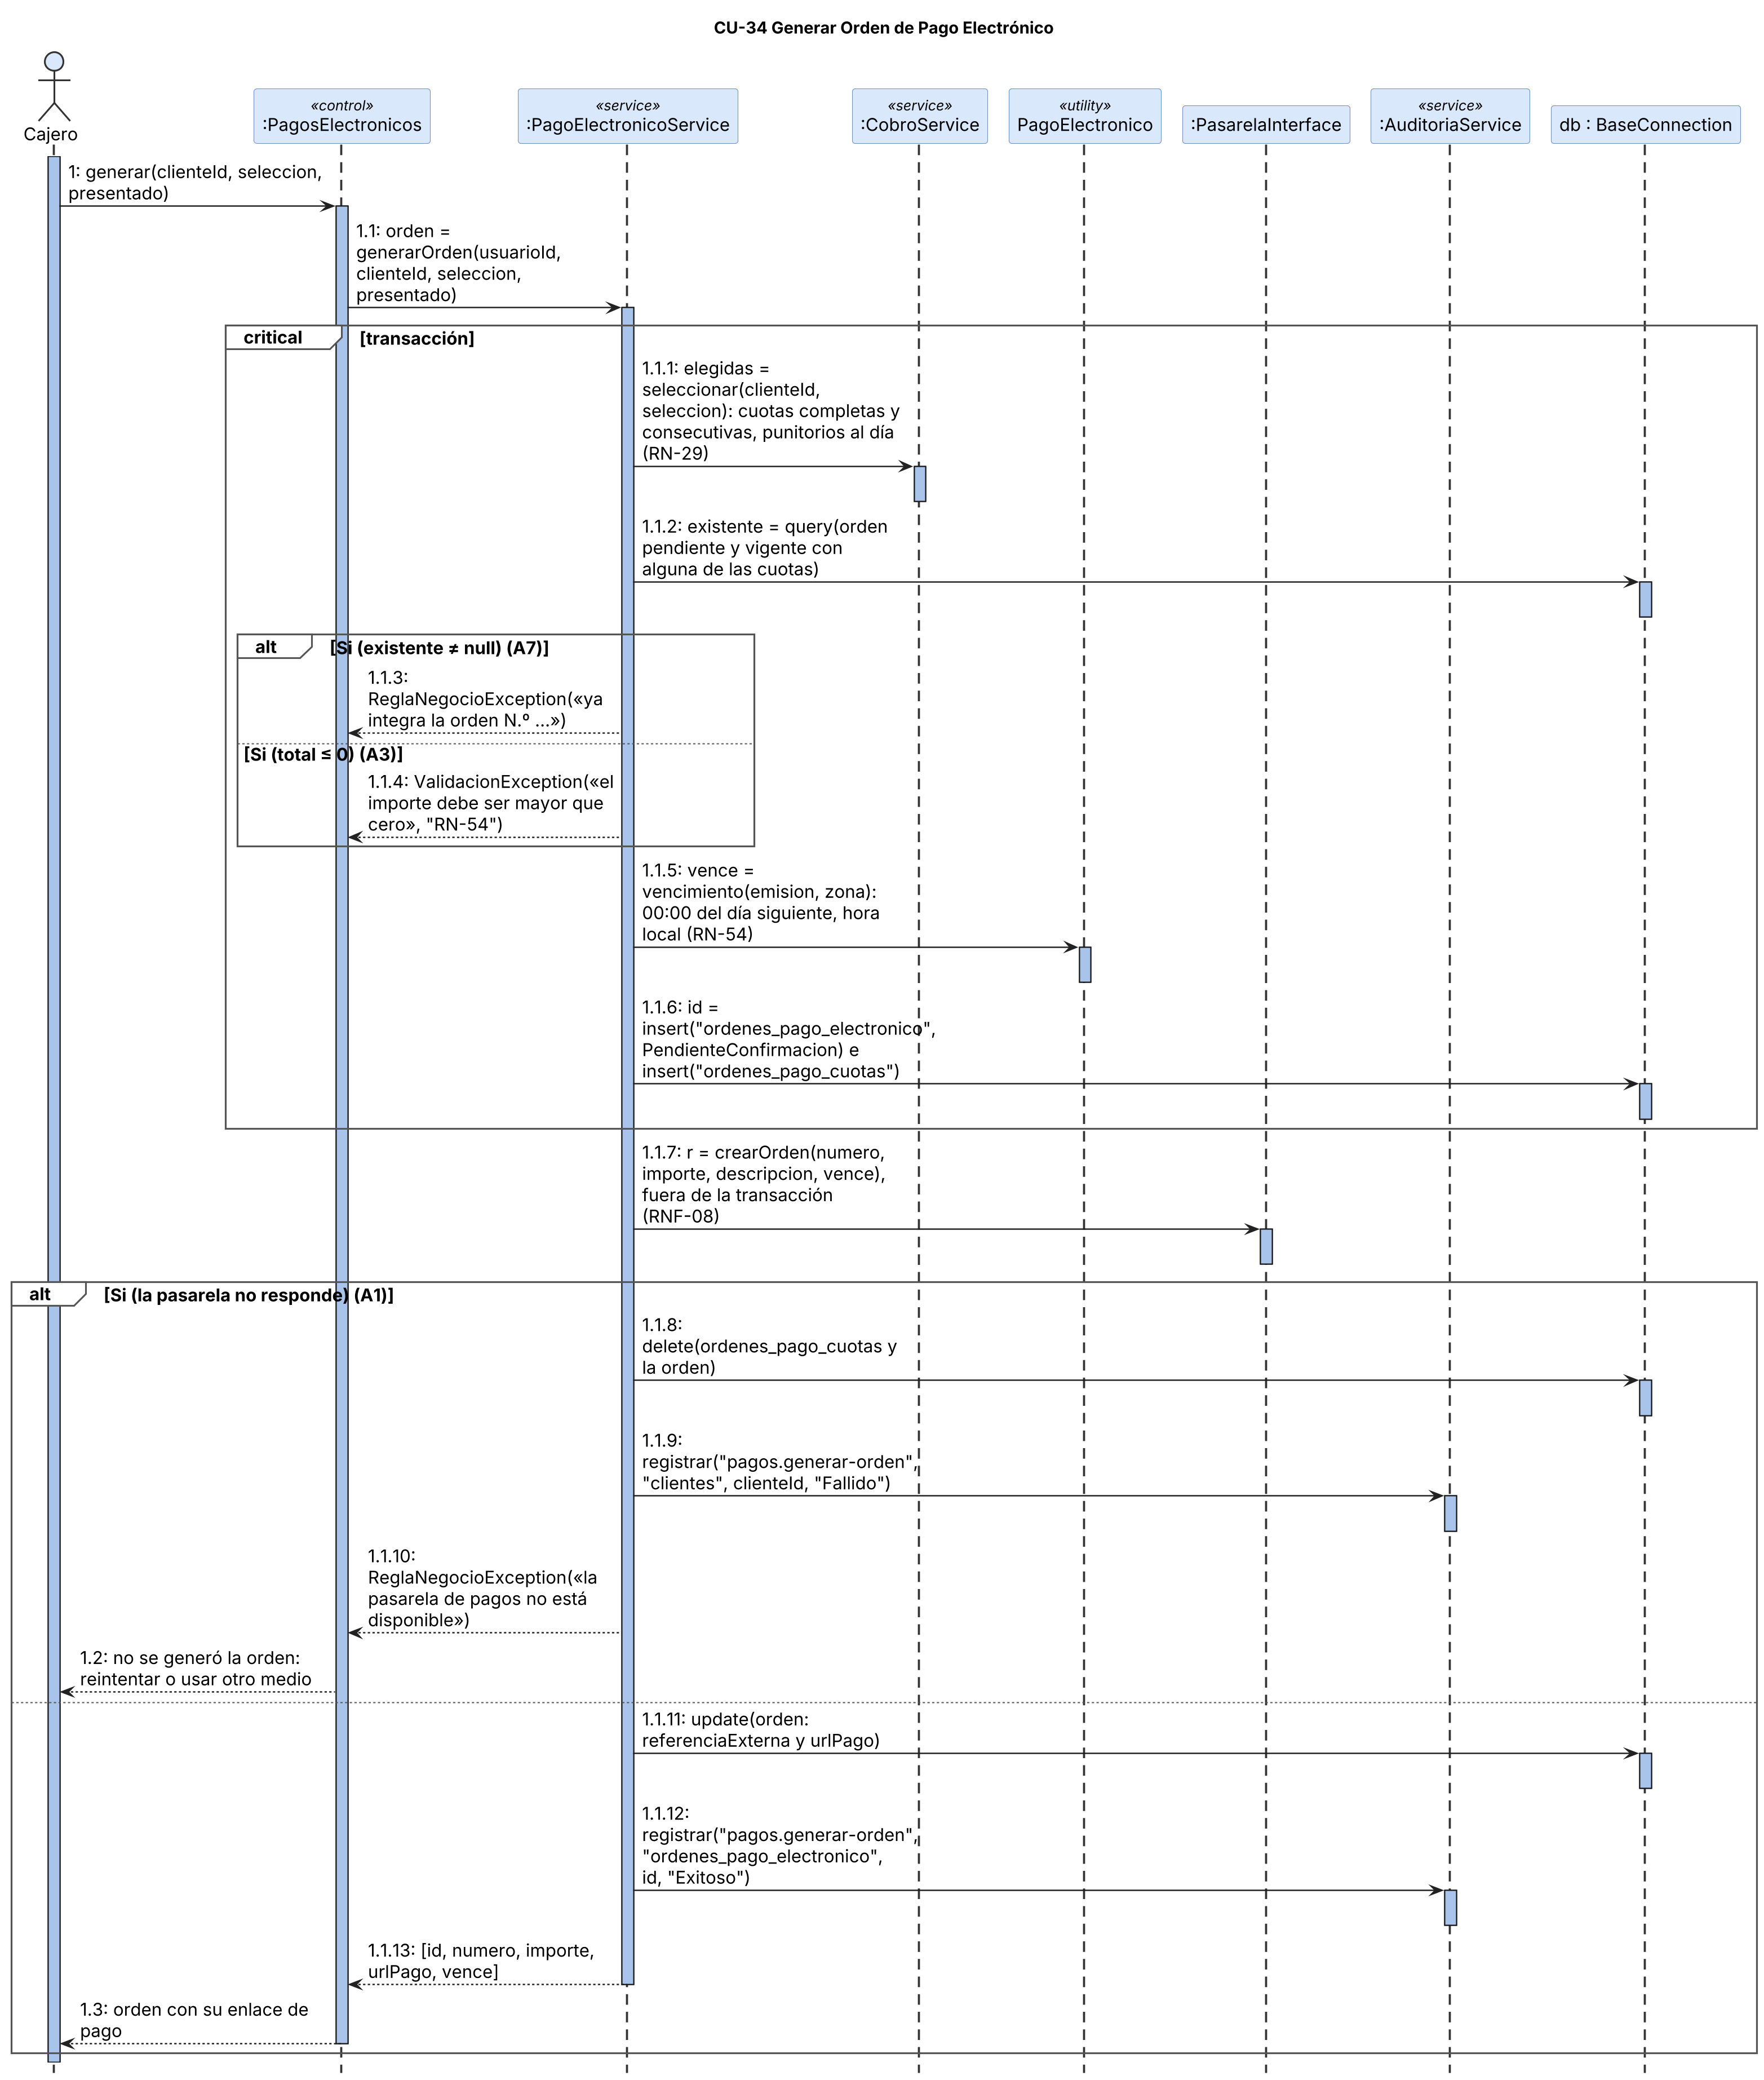 CU-34 Generar Orden de Pago Electrónico
Cajero
«control»
:PagosElectronicos
«service»
:PagoElectronicoService
«service»
:CobroService
«utility»
PagoElectronico
:PasarelaInterface
«service»
:AuditoriaService
db : BaseConnection
1: generar(clienteId, seleccion,
presentado)
1.1: orden =
generarOrden(usuarioId,
clienteId, seleccion,
presentado)
critical
[transacción]
1.1.1: elegidas =
seleccionar(clienteId,
seleccion): cuotas completas y
consecutivas, punitorios al día
(RN-29)
1.1.2: existente = query(orden
pendiente y vigente con
alguna de las cuotas)
alt
[Si (existente ≠ null) (A7)]
1.1.3:
ReglaNegocioException(«ya
integra la orden N.º ...»)
[Si (total ≤ 0) (A3)]
1.1.4: ValidacionException(«el
importe debe ser mayor que
cero», "RN-54")
1.1.5: vence =
vencimiento(emision, zona):
00:00 del día siguiente, hora
local (RN-54)
1.1.6: id =
insert("ordenes_pago_electronico",
PendienteConfirmacion) e
insert("ordenes_pago_cuotas")
1.1.7: r = crearOrden(numero,
importe, descripcion, vence),
fuera de la transacción
(RNF-08)
alt
[Si (la pasarela no responde) (A1)]
1.1.8:
delete(ordenes_pago_cuotas y
la orden)
1.1.9:
registrar("pagos.generar-orden",
"clientes", clienteId, "Fallido")
1.1.10:
ReglaNegocioException(«la
pasarela de pagos no está
disponible»)
1.2: no se generó la orden:
reintentar o usar otro medio
1.1.11: update(orden:
referenciaExterna y urlPago)
1.1.12:
registrar("pagos.generar-orden",
"ordenes_pago_electronico",
id, "Exitoso")
1.1.13: [id, numero, importe,
urlPago, vence]
1.3: orden con su enlace de
pago